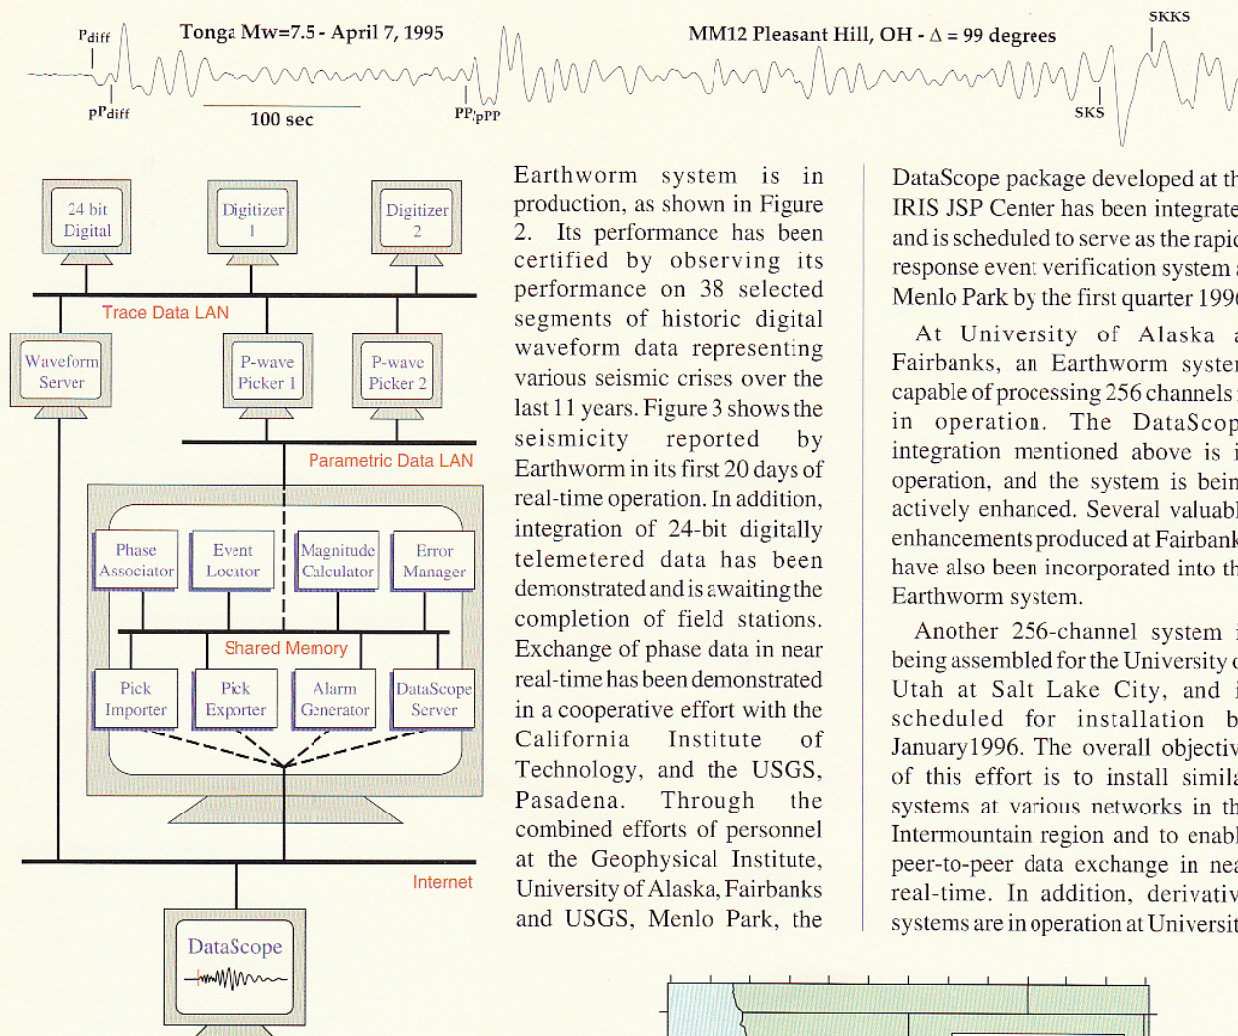 SKKS
Pdiff
Tonga Mw=7.5 - April 7, 1995
MM12 Pleasant Hill, OH - Δ = 99 degrees
pPdiff
100 sec
PP
pPP
SKS
24 bit
Digital
Digitizer
1
Digitizer
2
Trace Data LAN
Waveform
Server
P-wave
Picker 1
P-wave
Picker 2
Parametric Data LAN
Phase
Associator
Event
Locator
Magnitude
Calculator
Error
Manager
Shared Memory
Pick
Importer
Pick
Exporter
Alarm
Generator
DataScope
Server
Internet
DataScope
Earthworm system is in
production, as shown in Figure
2. Its performance has been
certified by observing its
performance on 38 selected
segments of historic digital
waveform data representing
various seismic crises over the
last 11 years. Figure 3 shows the
seismicity reported by
Earthworm in its first 20 days of
real-time operation. In addition,
integration of 24-bit digitally
telemetered data has been
demonstrated and is awaiting the
completion of field stations.
Exchange of phase data in near
real-time has been demonstrated
in a cooperative effort with the
California Institute of
Technology, and the USGS,
Pasadena. Through the
combined efforts of personnel
at the Geophysical Institute,
University of Alaska, Fairbanks
and USGS, Menlo Park, the
DataScope package developed at th
IRIS JSP Center has been integrate
and is scheduled to serve as the rapid
response event verification system a
Menlo Park by the first quarter 1996
At University of Alaska a
Fairbanks, an Earthworm system
capable of processing 256 channels i
in operation. The DataScop
integration mentioned above is i
operation, and the system is bein
actively enhanced. Several valuabl
enhancements produced at Fairbank
have also been incorporated into th
Earthworm system.
Another 256-channel system i
being assembled for the University o
Utah at Salt Lake City, and i
scheduled for installation b
January1996. The overall objectiv
of this effort is to install simila
systems at various networks in th
Intermountain region and to enabl
peer-to-peer data exchange in nea
real-time. In addition, derivativ
systems are in operation at Universit